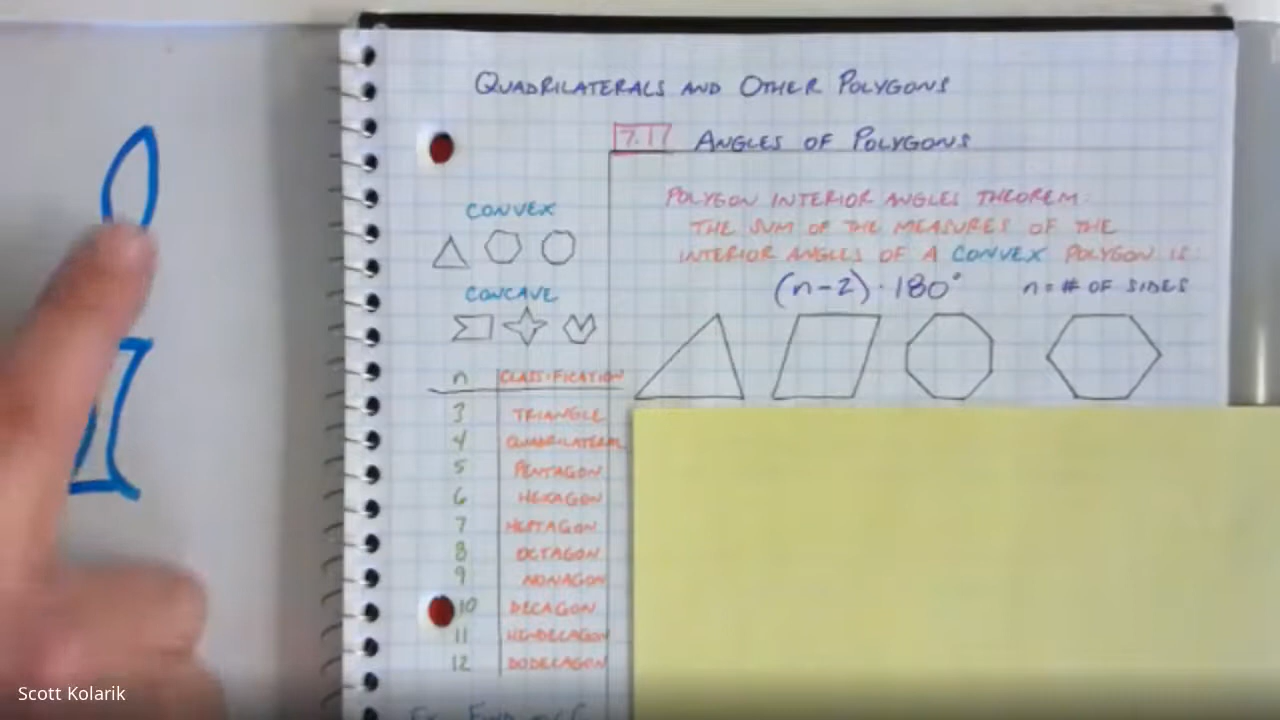 QUADRILATERALS AND OTHER POLYGONS
7.1 ANGLES OF POLYGONS
CONVEX
CONCAVE
n CLASSIFICATION
3 TRIANGLE
4 QUADRILATERAL
5 PENTAGON
6 HEXAGON
7 HEPTAGON
8 OCTAGON
9 NONAGON
10 DECAGON
11 HENDECAGON
12 DODECAGON
POLYGON INTERIOR ANGLES THEOREM:
THE SUM OF THE MEASURES OF THE
INTERIOR ANGLES OF A CONVEX POLYGON IS:
(n-2)·180° n = # OF SIDES
Scott Kolarik